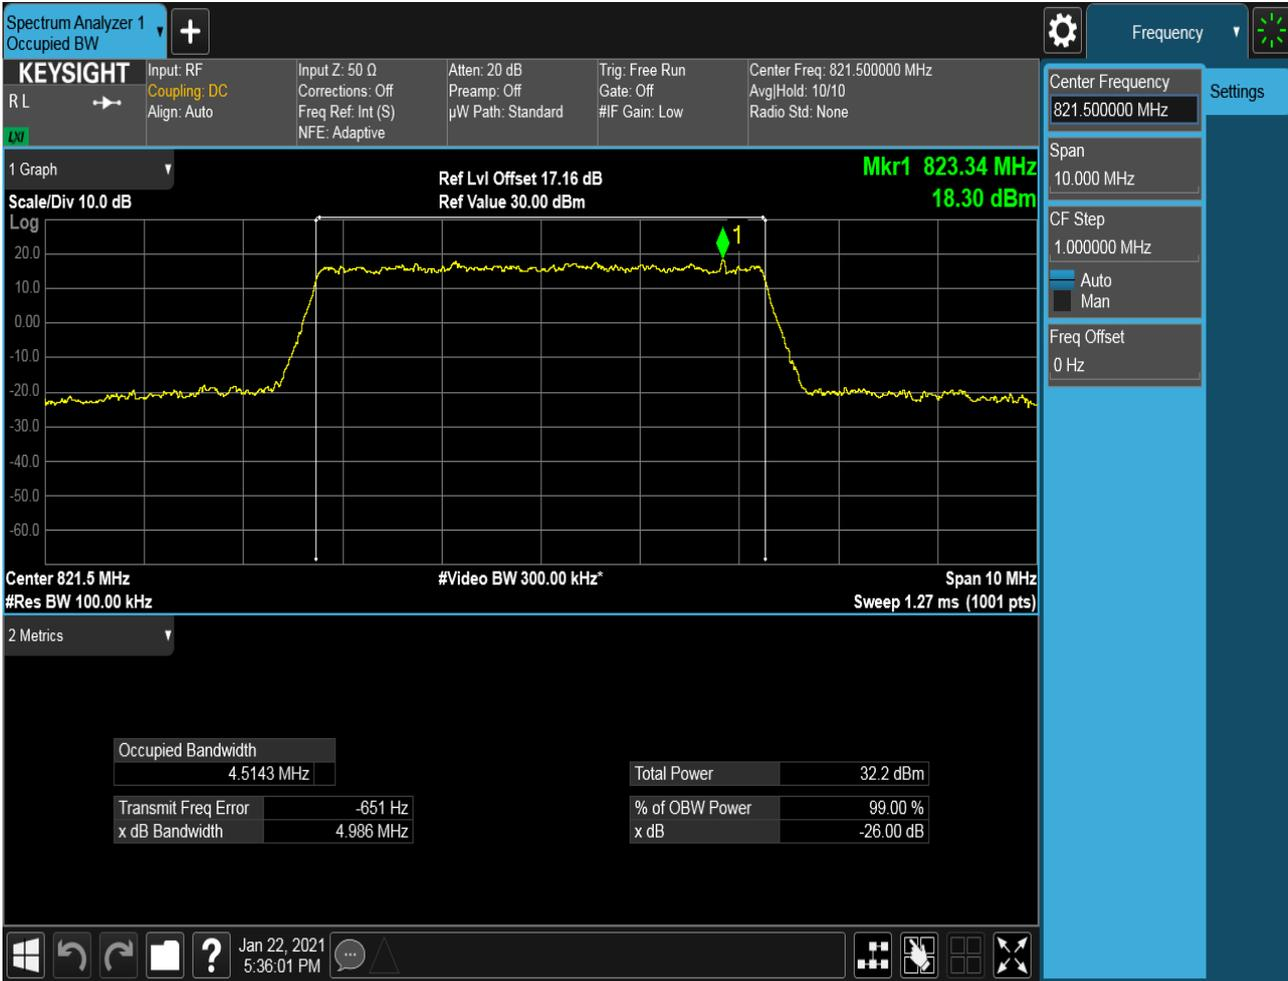 Spectrum Analyzer 1
Occupied BW
Frequency
KEYSIGHT
R L
LXI
Input: RF
Coupling: DC
Align: Auto
Input Z: 50 Ω
Corrections: Off
Freq Ref: Int (S)
NFE: Adaptive
Atten: 20 dB
Preamp: Off
µW Path: Standard
Trig: Free Run
Gate: Off
#IF Gain: Low
Center Freq: 821.500000 MHz
Avg|Hold: 10/10
Radio Std: None
Center Frequency
821.500000 MHz
Settings
Span
10.000 MHz
CF Step
1.000000 MHz
Auto
Man
Freq Offset
0 Hz
1 Graph
Scale/Div 10.0 dB
Ref Lvl Offset 17.16 dB
Ref Value 30.00 dBm
Mkr1 823.34 MHz
18.30 dBm
Log
1
20.0
10.0
0.00
-10.0
-20.0
-30.0
-40.0
-50.0
-60.0
Center 821.5 MHz
#Video BW 300.00 kHz*
Span 10 MHz
#Res BW 100.00 kHz
Sweep 1.27 ms (1001 pts)
2 Metrics
Occupied Bandwidth
4.5143 MHz
Total Power 32.2 dBm
Transmit Freq Error -651 Hz
% of OBW Power 99.00 %
x dB Bandwidth 4.986 MHz
x dB -26.00 dB
?
Jan 22, 2021
5:36:01 PM